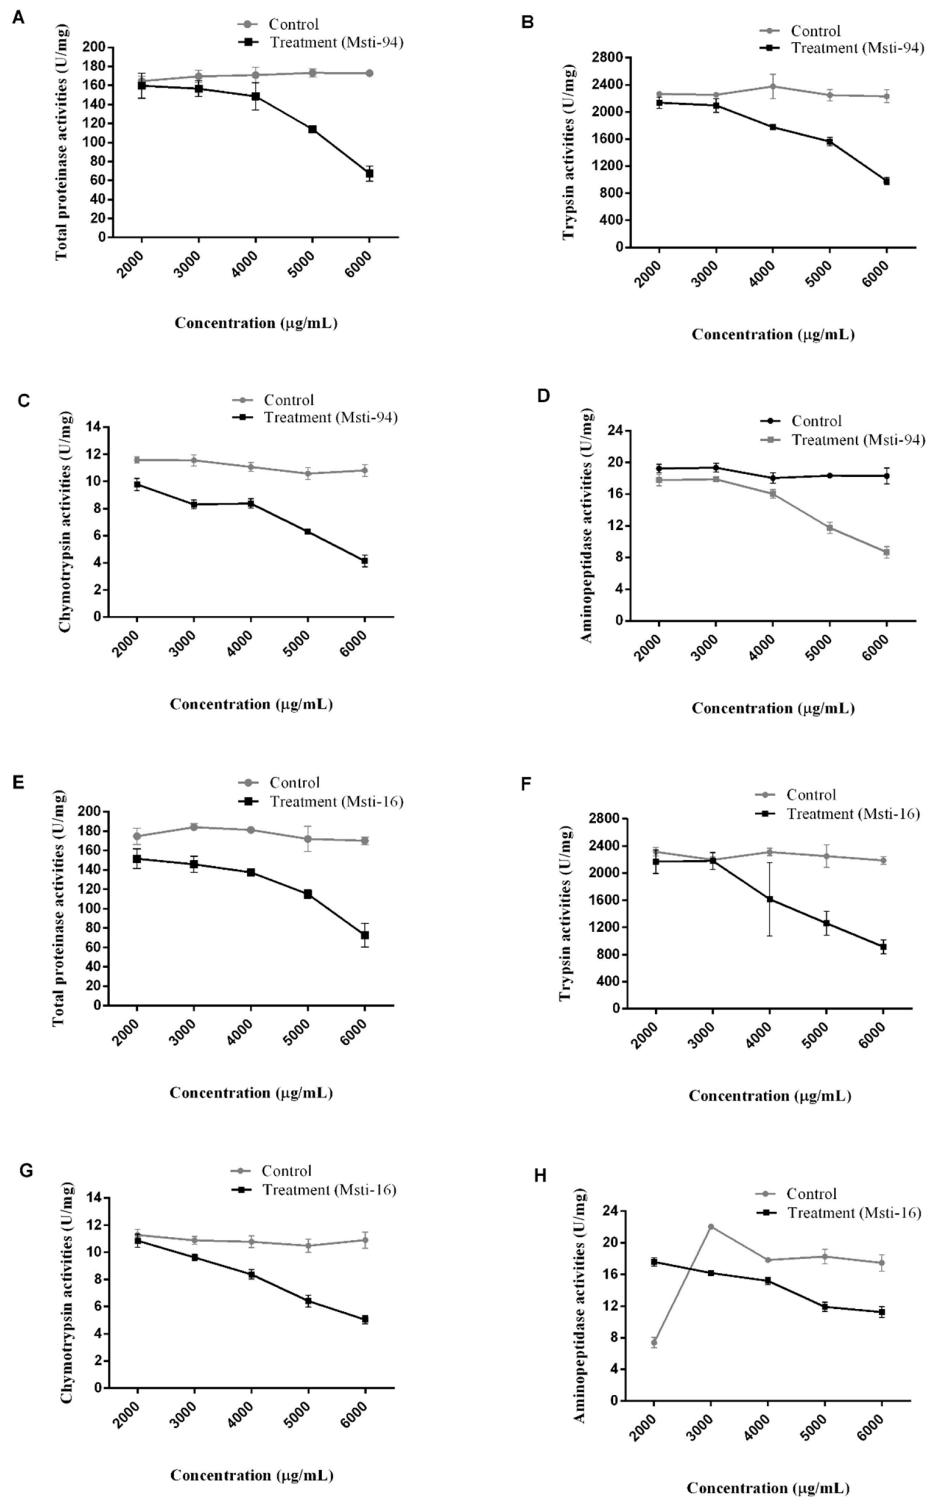 A
Control
Treatment (Msti-94)
Total proteinase activities (U/mg)
200
180
160
140
120
100
80
60
40
20
0
2000
3000
4000
5000
6000
Concentration (μg/mL)
B
Control
Treatment (Msti-94)
Trypsin activities (U/mg)
2800
2400
2000
1600
1200
800
400
0
2000
3000
4000
5000
6000
Concentration (μg/mL)
C
Control
Treatment (Msti-94)
Chymotrypsin activities (U/mg)
14
12
10
8
6
4
2
0
2000
3000
4000
5000
6000
Concentration (μg/mL)
D
Control
Treatment (Msti-94)
Aminopeptidase activities (U/mg)
24
20
16
12
8
4
0
2000
3000
4000
5000
6000
Concentration (μg/mL)
E
Control
Treatment (Msti-16)
Total proteinase activities (U/mg)
200
180
160
140
120
100
80
60
40
20
0
2000
3000
4000
5000
6000
Concentration (μg/mL)
F
Control
Treatment (Msti-16)
Trypsin activities (U/mg)
2800
2400
2000
1600
1200
800
400
0
2000
3000
4000
5000
6000
Concentration (μg/mL)
G
Control
Treatment (Msti-16)
Chymotrypsin activities (U/mg)
14
12
10
8
6
4
2
0
2000
3000
4000
5000
6000
Concentration (μg/mL)
H
Control
Treatment (Msti-16)
Aminopeptidase activities (U/mg)
24
20
16
12
8
4
0
2000
3000
4000
5000
6000
Concentration (μg/mL)